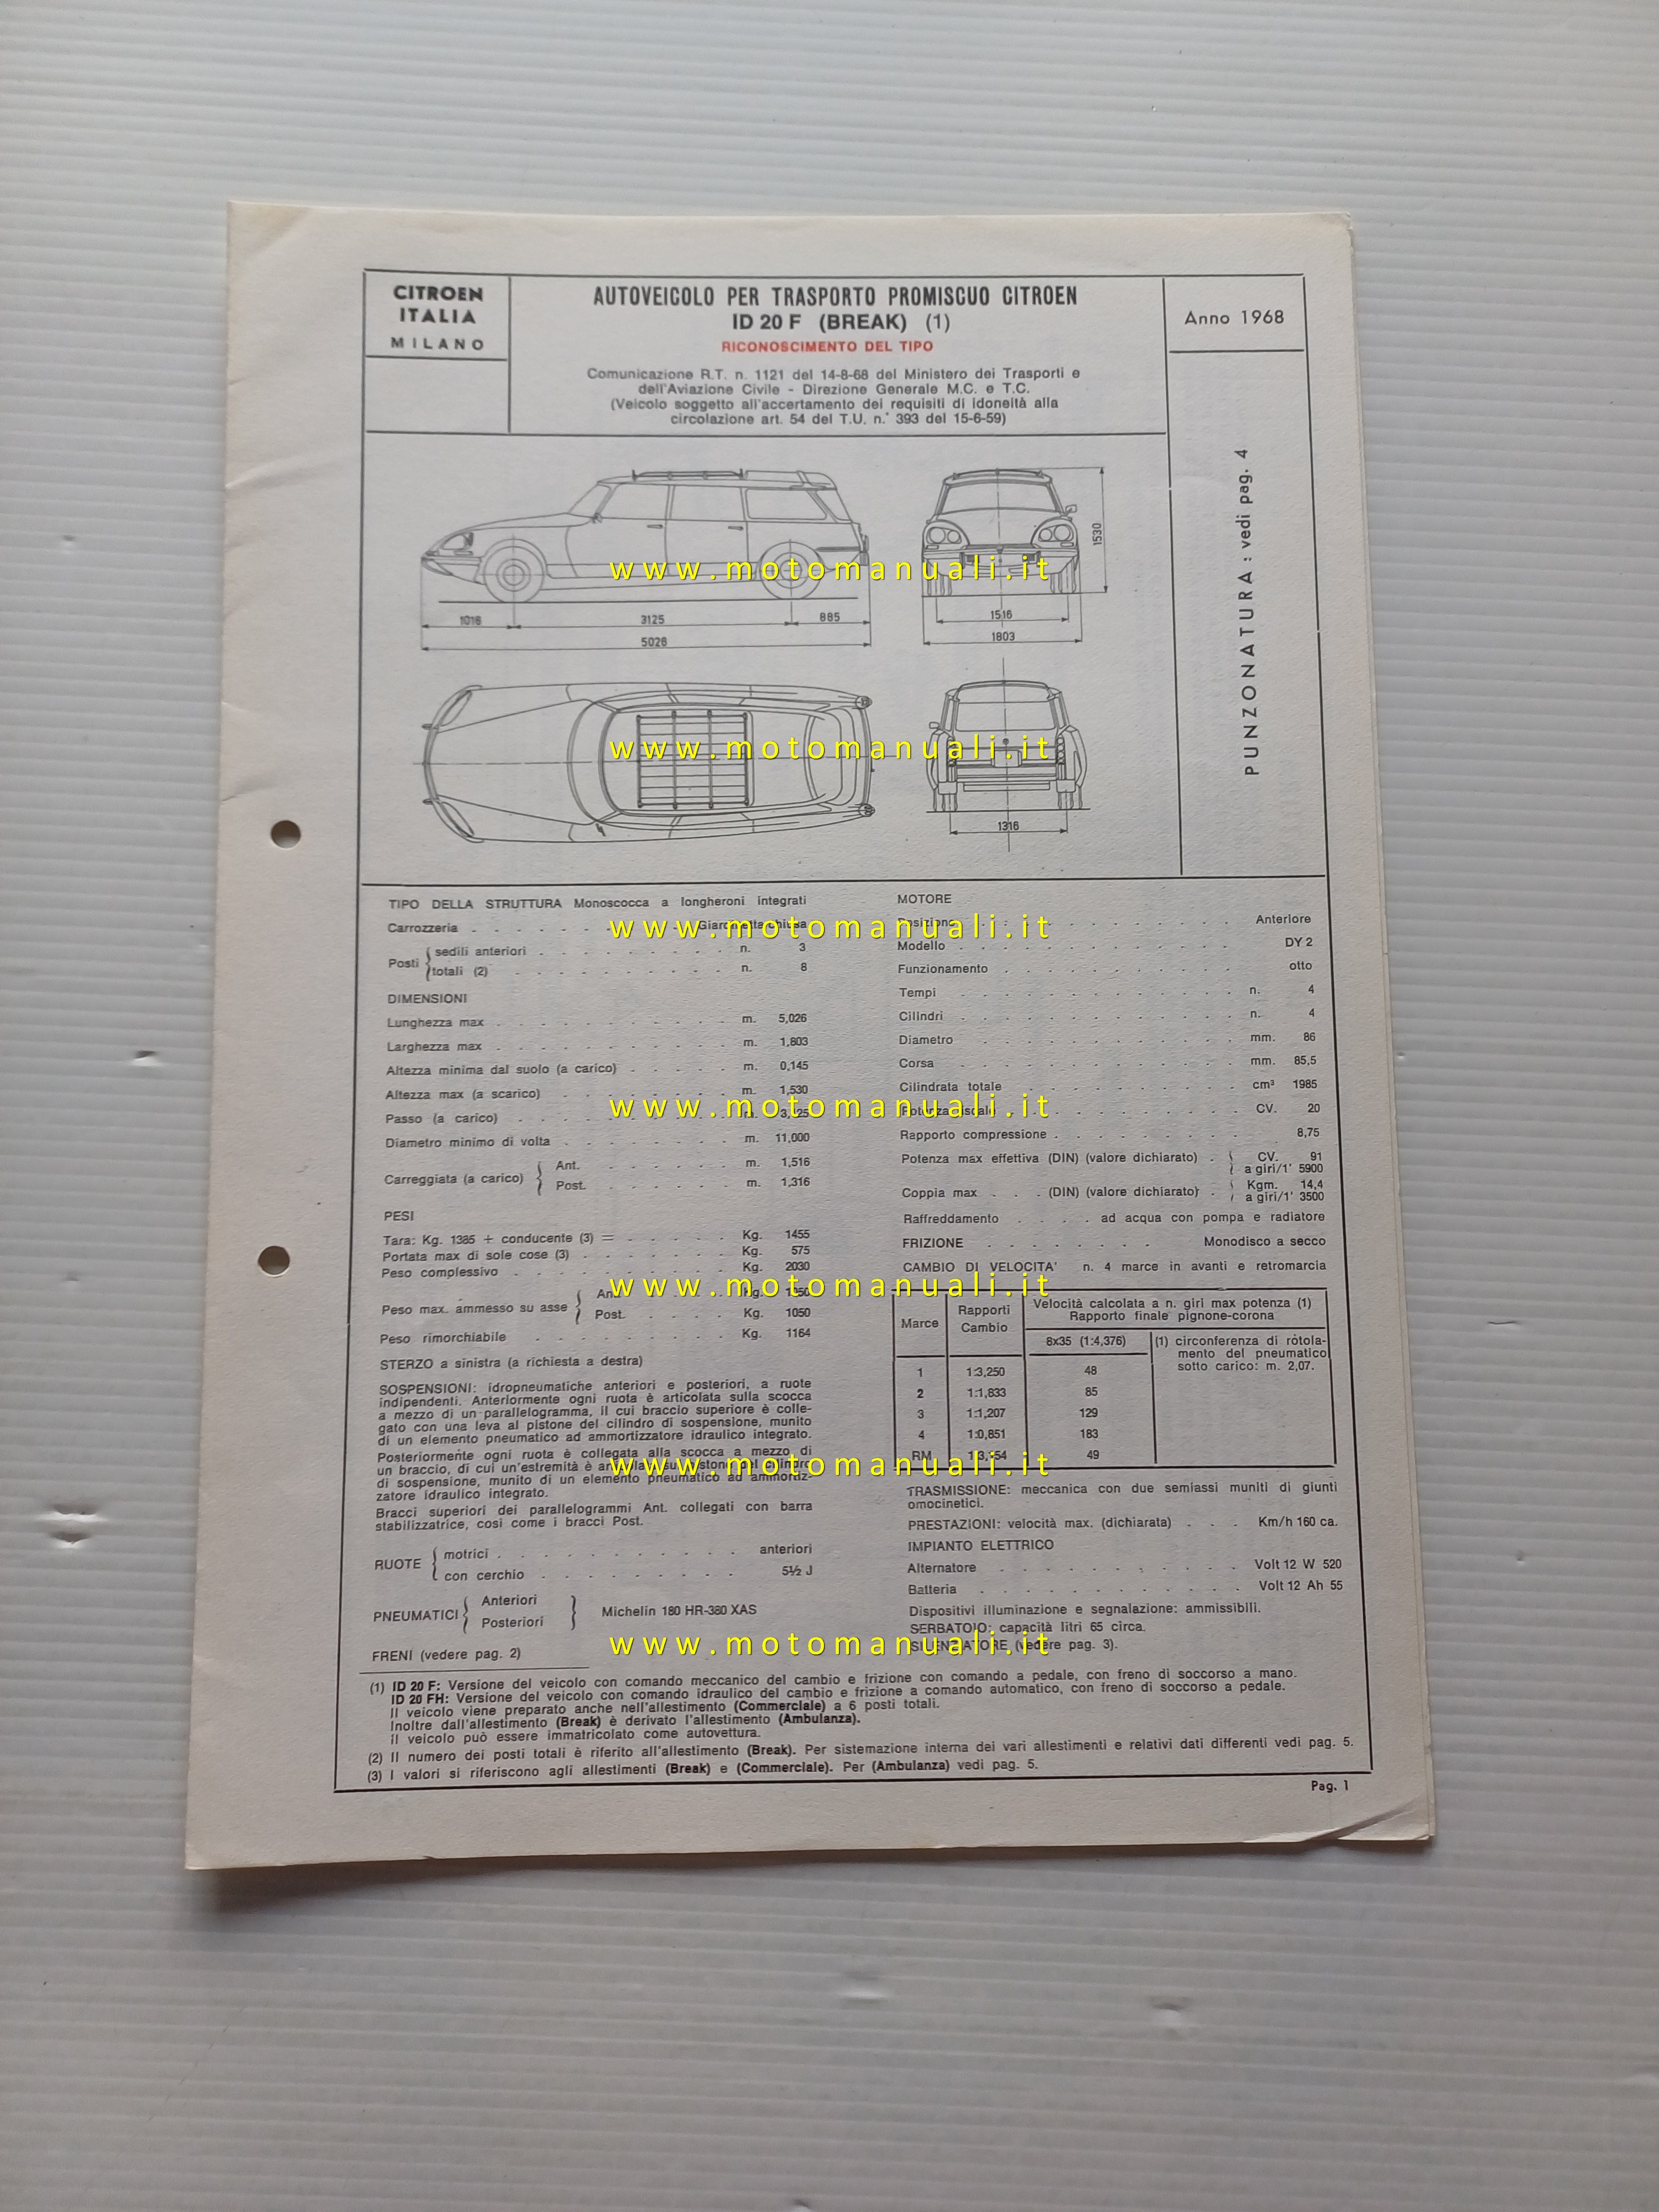 CITROEN
ITALIA
MILANO
AUTOVEICOLO PER TRASPORTO PROMISCUO CITROEN
ID 20 F (BREAK) (1)
RICONOSCIMENTO DEL TIPO
Comunicazione R.T. n. 1121 del 14-8-68 del Ministero dei Trasporti e
dell'Aviazione Civile - Direzione Generale M.C. e T.C.
(Veicolo soggetto all'accertamento dei requisiti di idoneità alla
circolazione art. 54 del T.U. n.° 393 del 15-6-59)
Anno 1968
PUNZONATURA: vedi pag. 4
1530
www.motomanuali.it
1016 3125 885
5026
1516
1803
www.motomanuali.it
1316
TIPO DELLA STRUTTURA Monoscocca a longheroni integrati
Carrozzeria
www.motomanuali.it
Posti
sedili anteriori n. 3
totali (2) n. 8
DIMENSIONI
Lunghezza max m. 5,026
Larghezza max m. 1,803
Altezza minima dal suolo (a carico) m. 0,145
Altezza max (a scarico) m. 1,530
Passo (a carico)
www.motomanuali.it
Diametro minimo di volta m. 11,000
Carreggiata (a carico)
Ant. m. 1,516
Post. m. 1,316
PESI
Tara: Kg. 1385 + conducente (3) = Kg. 1455
Portata max di sole cose (3) Kg. 575
Peso complessivo Kg. 2030
www.motomanuali.it
Peso max. ammesso su asse
Post. Kg. 1050
Peso rimorchiabile Kg. 1164
STERZO a sinistra (a richiesta a destra)
SOSPENSIONI: idropneumatiche anteriori e posteriori, a ruote
indipendenti. Anteriormente ogni ruota è articolata sulla scocca
a mezzo di un parallelogramma, il cui braccio superiore è colle-
gato con una leva al pistone del cilindro di sospensione, munito
di un elemento pneumatico ad ammortizzatore idraulico integrato.
Posteriormente ogni ruota è collegata alla scocca a mezzo di
un braccio, di cui un'estremità è
www.motomanuali.it
di sospensione, munito di un elemento pneumatico ad ammortiz-
zatore idraulico integrato.
Bracci superiori dei parallelogrammi Ant. collegati con barra
stabilizzatrice, così come i bracci Post.
RUOTE
motrici anteriori
con cerchio 5½ J
PNEUMATICI
Anteriori
Posteriori
Michelin 180 HR-380 XAS
www.motomanuali.it
FRENI (vedere pag. 2)
MOTORE
Posizione Anteriore
Modello DY 2
Funzionamento otto
Tempi n. 4
Cilindri n. 4
Diametro mm. 86
Corsa mm. 85,5
Cilindrata totale cm³ 1985
Potenza fiscale CV. 20
Rapporto compressione 8,75
Potenza max effettiva (DIN) (valore dichiarato) CV. 91
a giri/1' 5900
Coppia max (DIN) (valore dichiarato) Kgm. 14,4
a giri/1' 3500
Raffreddamento ad acqua con pompa e radiatore
FRIZIONE Monodisco a secco
CAMBIO DI VELOCITA' n. 4 marce in avanti e retromarcia
Marce
Rapporti
Cambio
Velocità calcolata a n. giri max potenza (1)
Rapporto finale pignone-corona
8x35 (1:4,376)
(1) circonferenza di rotola-
mento del pneumatico
sotto carico: m. 2,07.
1 1:3,250 48
2 1:1,833 85
3 1:1,207 129
4 1:0,851 183
RM 49
TRASMISSIONE: meccanica con due semiassi muniti di giunti
omocinetici.
PRESTAZIONI: velocità max. (dichiarata) Km/h 160 ca.
IMPIANTO ELETTRICO
Alternatore Volt 12 W 520
Batteria Volt 12 Ah 55
Dispositivi illuminazione e segnalazione: ammissibili.
SERBATOIO: capacità litri 65 circa.
SILENZIATORE (vedere pag. 3).
(1) ID 20 F: Versione del veicolo con comando meccanico del cambio e frizione con comando a pedale, con freno di soccorso a mano.
ID 20 FH: Versione del veicolo con comando idraulico del cambio e frizione a comando automatico, con freno di soccorso a pedale.
Il veicolo viene preparato anche nell'allestimento (Commerciale) a 6 posti totali.
Inoltre dall'allestimento (Break) è derivato l'allestimento (Ambulanza).
il veicolo può essere immatricolato come autovettura.
(2) Il numero dei posti totali è riferito all'allestimento (Break). Per sistemazione interna dei vari allestimenti e relativi dati differenti vedi pag. 5.
(3) I valori si riferiscono agli allestimenti (Break) e (Commerciale). Per (Ambulanza) vedi pag. 5.
Pag. 1